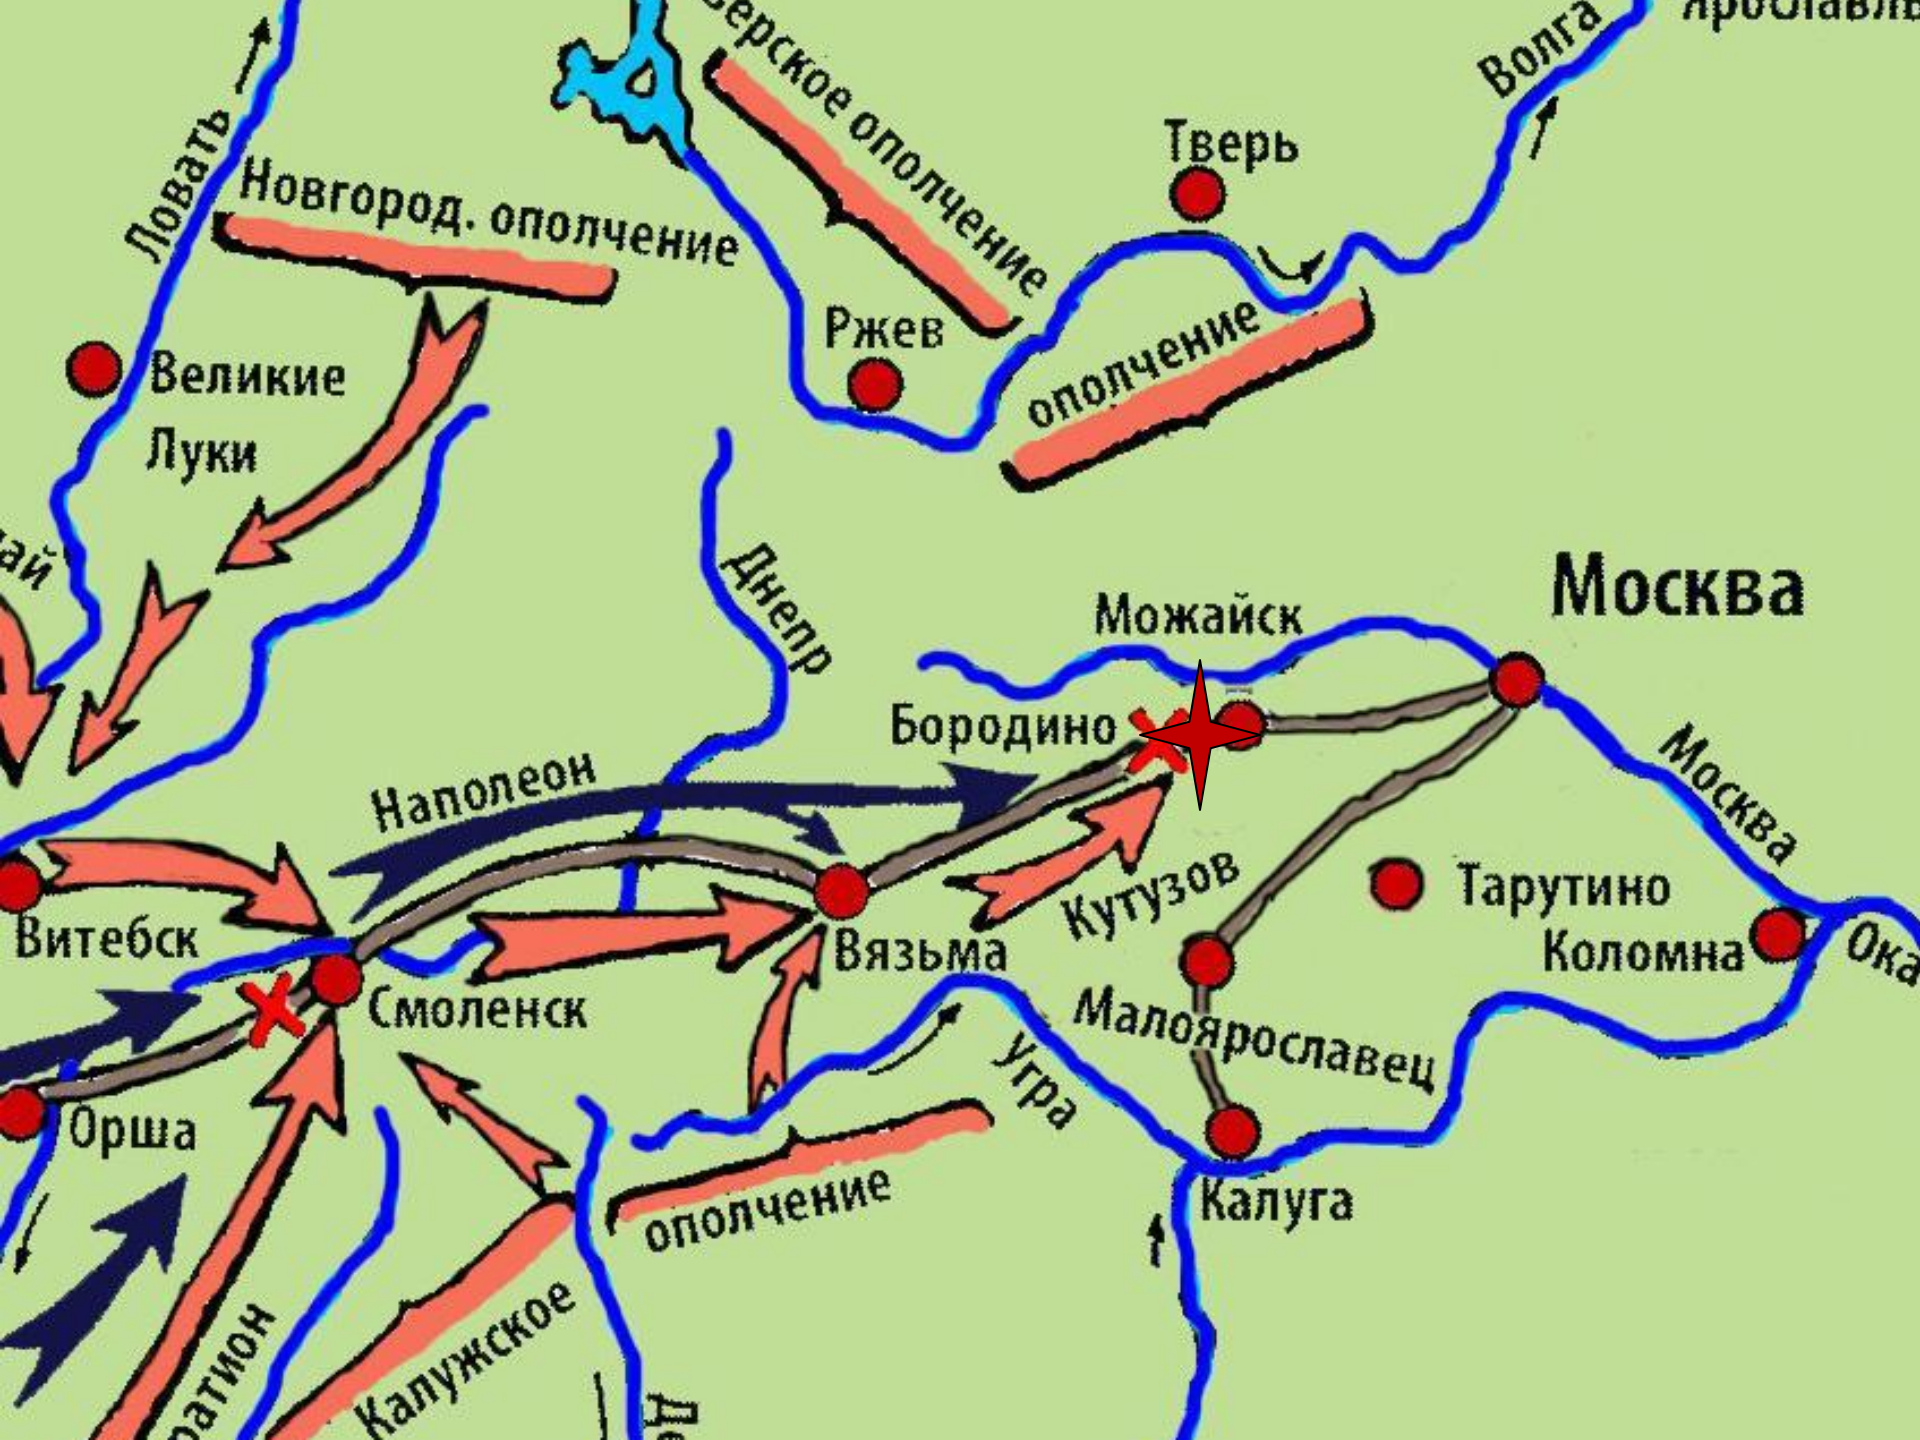 Ярославль
Волга
ерское ополчение
Тверь
Ловать
Новгород. ополчение
Ржев
ополчение
Великие
Луки
Днепр
Москва
Можайск
Бородино
Москва
Наполеон
Кутузов
Тарутино
Витебск
Вязьма
Коломна
Ока
Смоленск
Малоярославец
Угра
Орша
ополчение
Калуга
Калужское
ратион